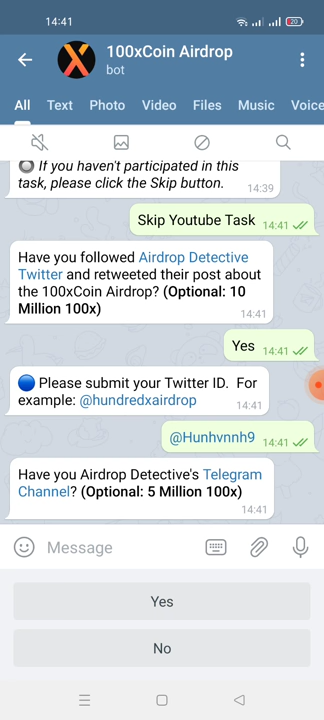 14:41
20
100xCoin Airdrop
bot
All Text Photo Video Files Music Voice
If you haven't participated in this
task, please click the Skip button.
14:39
Skip Youtube Task 14:41
Have you followed Airdrop Detective
Twitter and retweeted their post about
the 100xCoin Airdrop? (Optional: 10
Million 100x)
14:41
Yes 14:41
Please submit your Twitter ID. For
example: @hundredxairdrop
14:41
@Hunhvnnh9 14:41
Have you Airdrop Detective's Telegram
Channel? (Optional: 5 Million 100x)
14:41
Message
Yes
No